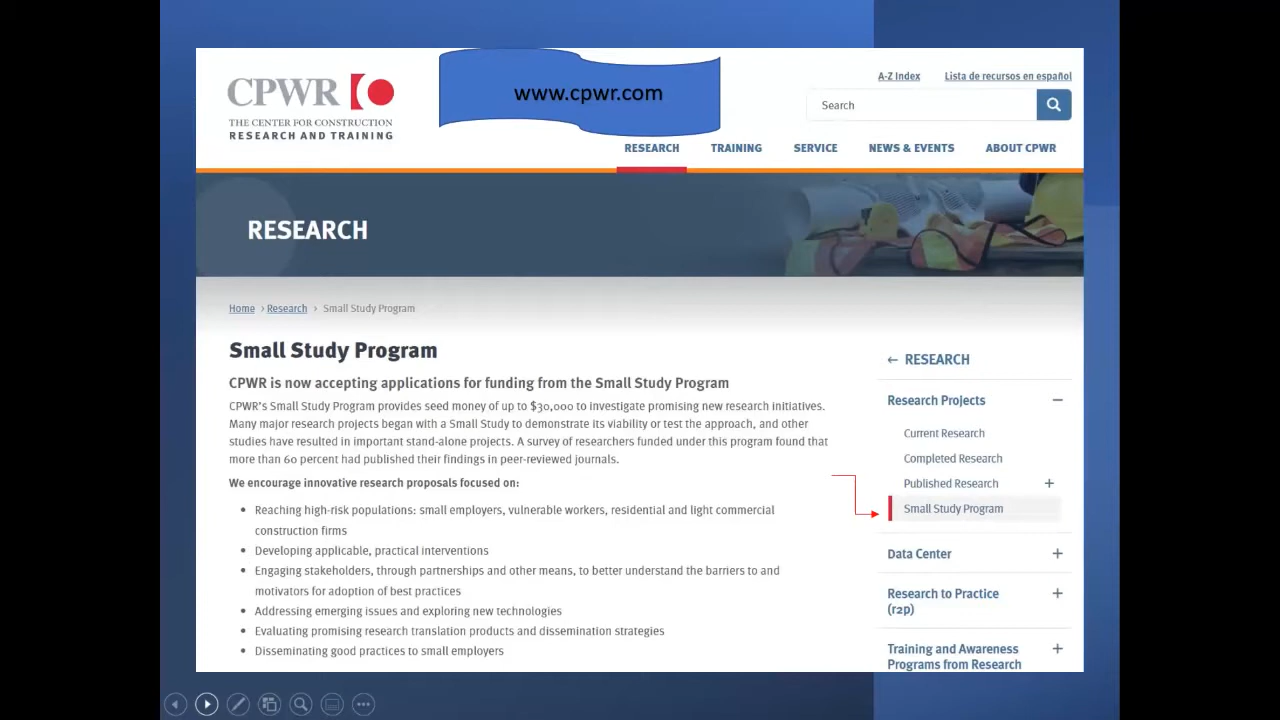 CPWR
THE CENTER FOR CONSTRUCTION
RESEARCH AND TRAINING
www.cpwr.com
A-Z Index
Lista de recursos en español
Search
RESEARCH
TRAINING
SERVICE
NEWS & EVENTS
ABOUT CPWR
RESEARCH
Home › Research › Small Study Program
Small Study Program
CPWR is now accepting applications for funding from the Small Study Program
CPWR's Small Study Program provides seed money of up to $30,000 to investigate promising new research initiatives.
Many major research projects began with a Small Study to demonstrate its viability or test the approach, and other
studies have resulted in important stand-alone projects. A survey of researchers funded under this program found that
more than 60 percent had published their findings in peer-reviewed journals.
We encourage innovative research proposals focused on:
• Reaching high-risk populations: small employers, vulnerable workers, residential and light commercial
construction firms
• Developing applicable, practical interventions
• Engaging stakeholders, through partnerships and other means, to better understand the barriers to and
motivators for adoption of best practices
• Addressing emerging issues and exploring new technologies
• Evaluating promising research translation products and dissemination strategies
• Disseminating good practices to small employers
← RESEARCH
Research Projects −
Current Research
Completed Research
Published Research +
Small Study Program
Data Center +
Research to Practice +
(r2p)
Training and Awareness +
Programs from Research